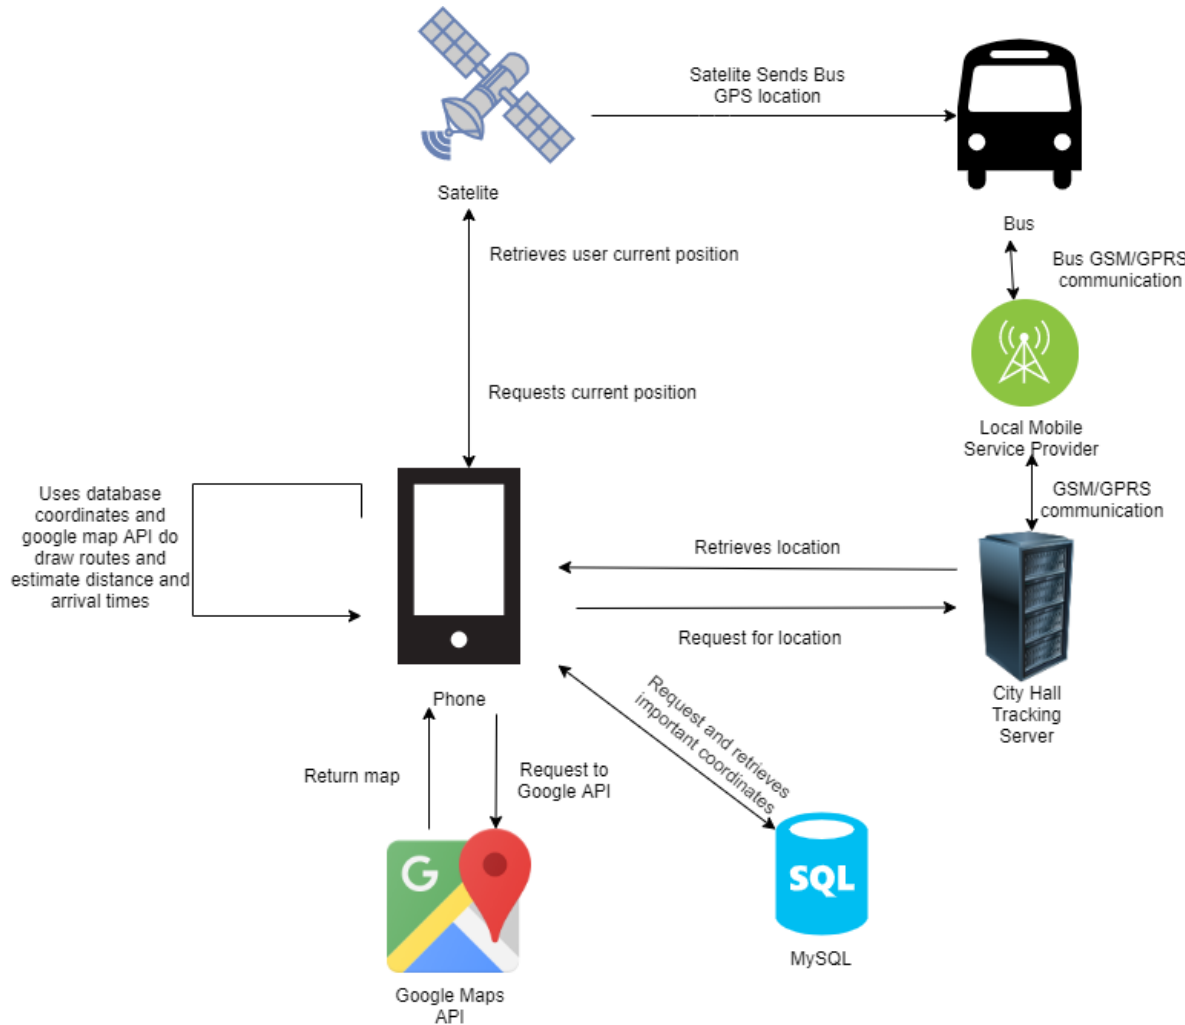 Satelite Sends Bus
GPS location
Satelite
Bus
Retrieves user current position
Bus GSM/GPRS
communication
Requests current position
Local Mobile
Service Provider
Uses database
coordinates and
google map API do
draw routes and
estimate distance and
arrival times
GSM/GPRS
communication
Retrieves location
Request for location
Phone
City Hall
Tracking
Server
Request and retrieves
important coordinates
Return map
Request to
Google API
G
SQL
MySQL
Google Maps
API